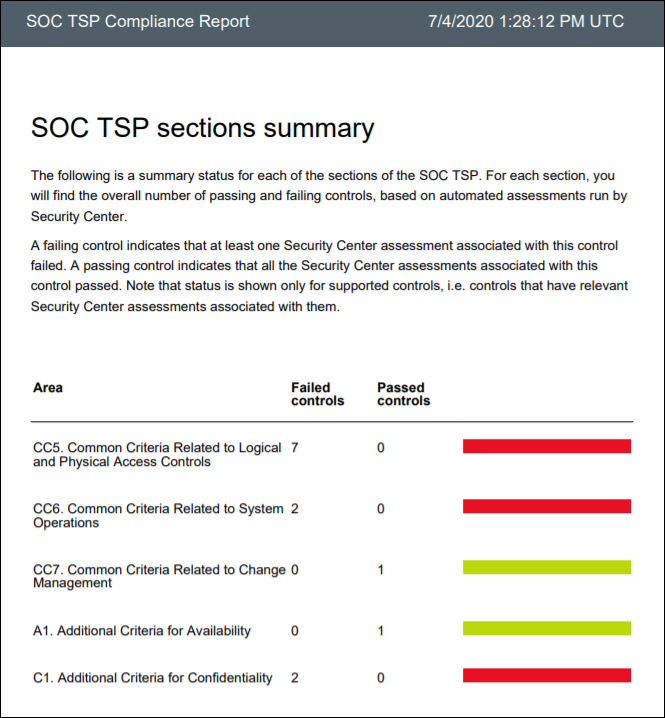 SOC TSP Compliance Report 7/4/2020 1:28:12 PM UTC
SOC TSP sections summary
The following is a summary status for each of the sections of the SOC TSP. For each section, you
will find the overall number of passing and failing controls, based on automated assessments run by
Security Center.
A failing control indicates that at least one Security Center assessment associated with this control
failed. A passing control indicates that all the Security Center assessments associated with this
control passed. Note that status is shown only for supported controls, i.e. controls that have relevant
Security Center assessments associated with them.
Area Failed Passed
controls controls
CC5. Common Criteria Related to Logical 7 0
and Physical Access Controls
CC6. Common Criteria Related to System 2 0
Operations
CC7. Common Criteria Related to Change 0 1
Management
A1. Additional Criteria for Availability 0 1
C1. Additional Criteria for Confidentiality 2 0